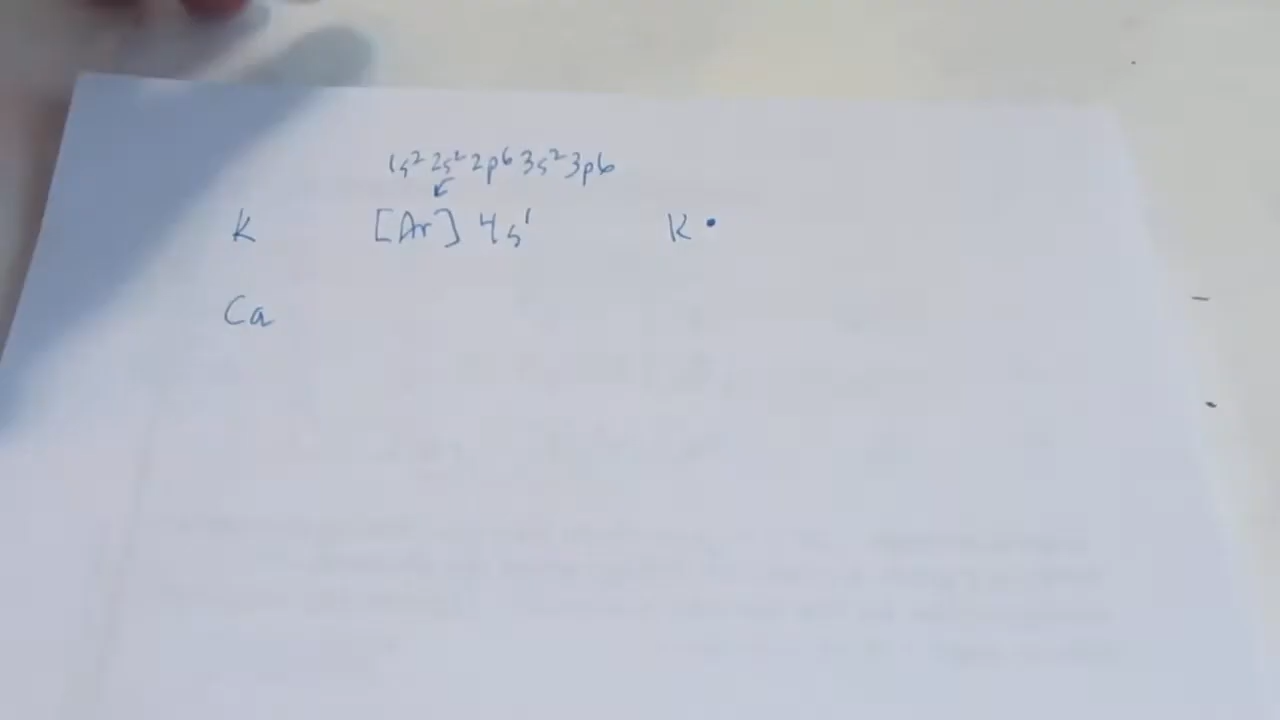 1s² 2s² 2p⁶ 3s² 3p6
K [Ar] 4s¹ K •
Ca